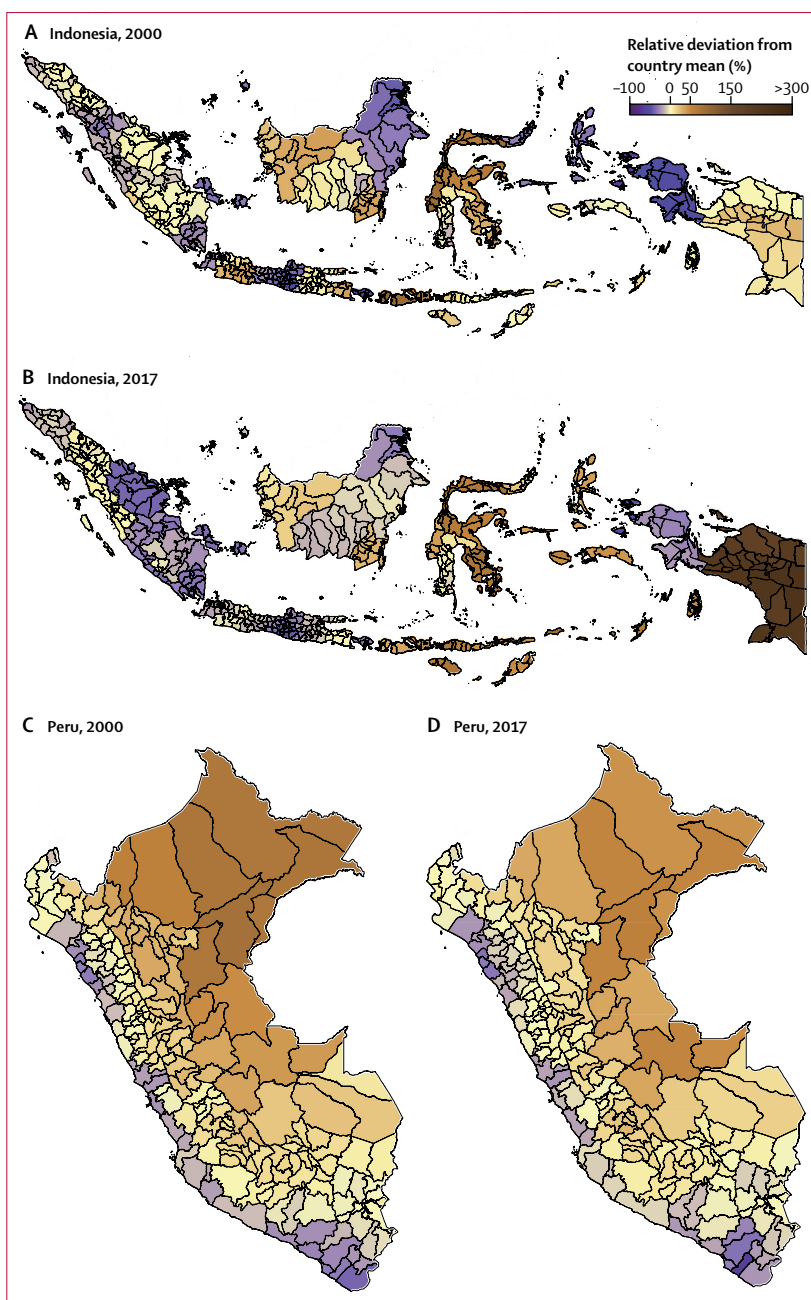 A Indonesia, 2000
Relative deviation from
country mean (%)
–100 0 50 150 >300
B Indonesia, 2017
C Peru, 2000
D Peru, 2017